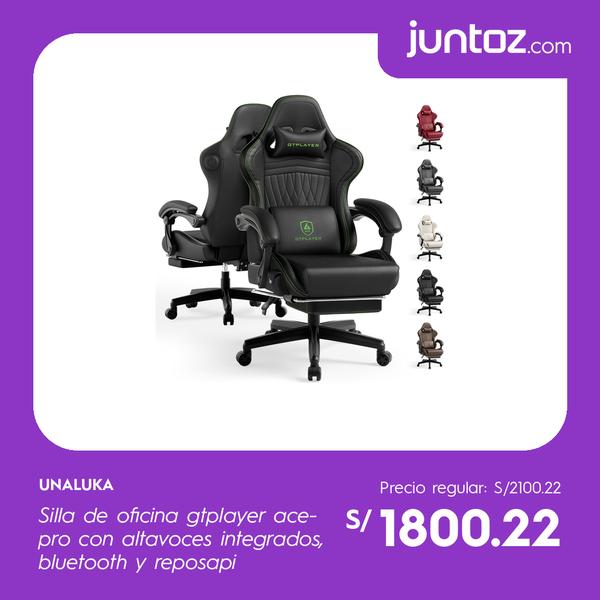 juntoz.com
GTPLAYER
GTPLAYER
UNALUKA
Silla de oficina gtplayer ace-
pro con altavoces integrados,
bluetooth y reposapi
Precio regular: S/2100.22
S/1800.22